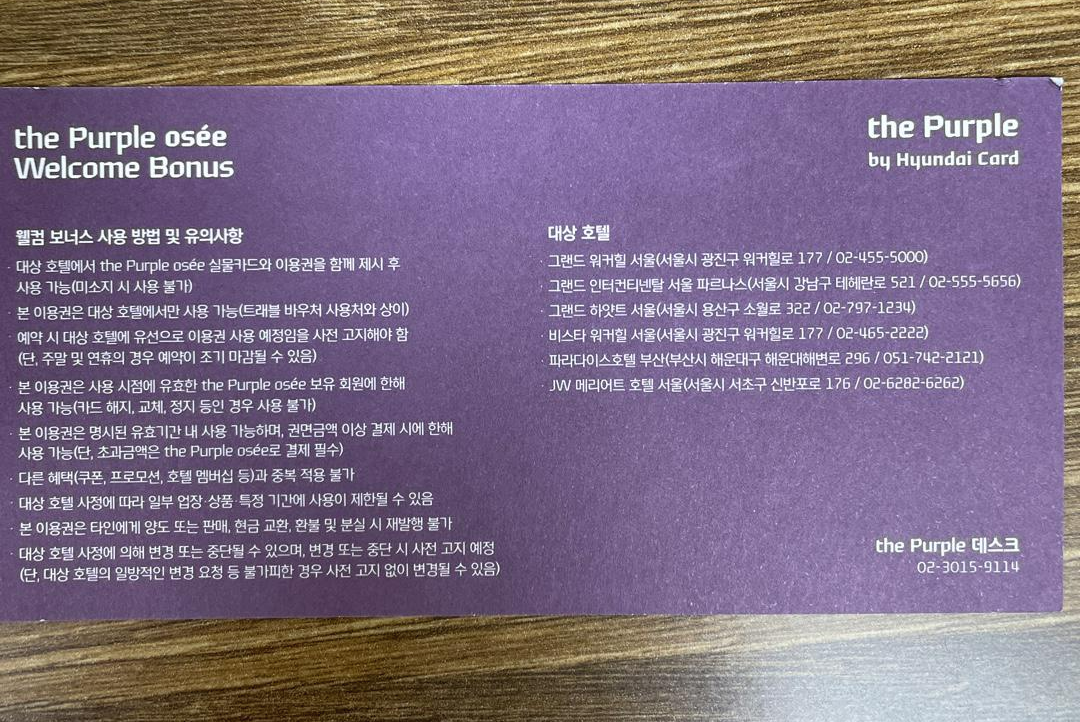 the Purple osée
Welcome Bonus
the Purple
by Hyundai Card
웰컴 보너스 사용 방법 및 유의사항
· 대상 호텔에서 the Purple osée 실물카드와 이용권을 함께 제시 후
사용 가능(미소지 시 사용 불가)
· 본 이용권은 대상 호텔에서만 사용 가능(트래블 바우처 사용처와 상이)
· 예약 시 대상 호텔에 유선으로 이용권 사용 예정임을 사전 고지해야 함
(단, 주말 및 연휴의 경우 예약이 조기 마감될 수 있음)
· 본 이용권은 사용 시점에 유효한 the Purple osée 보유 회원에 한해
사용 가능(카드 해지, 교체, 정지 등인 경우 사용 불가)
· 본 이용권은 명시된 유효기간 내 사용 가능하며, 권면금액 이상 결제 시에 한해
사용 가능(단, 초과금액은 the Purple osée로 결제 필수)
· 다른 혜택(쿠폰, 프로모션, 호텔 멤버십 등)과 중복 적용 불가
· 대상 호텔 사정에 따라 일부 업장·상품·특정 기간에 사용이 제한될 수 있음
· 본 이용권은 타인에게 양도 또는 판매, 현금 교환, 환불 및 분실 시 재발행 불가
· 대상 호텔 사정에 의해 변경 또는 중단될 수 있으며, 변경 또는 중단 시 사전 고지 예정
(단, 대상 호텔의 일방적인 변경 요청 등 불가피한 경우 사전 고지 없이 변경될 수 있음)
대상 호텔
· 그랜드 워커힐 서울(서울시 광진구 워커힐로 177 / 02-455-5000)
· 그랜드 인터컨티넨탈 서울 파르나스(서울시 강남구 테헤란로 521 / 02-555-5656)
· 그랜드 하얏트 서울(서울시 용산구 소월로 322 / 02-797-1234)
· 비스타 워커힐 서울(서울시 광진구 워커힐로 177 / 02-465-2222)
· 파라다이스호텔 부산(부산시 해운대구 해운대해변로 296 / 051-742-2121)
· JW 메리어트 호텔 서울(서울시 서초구 신반포로 176 / 02-6282-6262)
the Purple 데스크
02-3015-9114